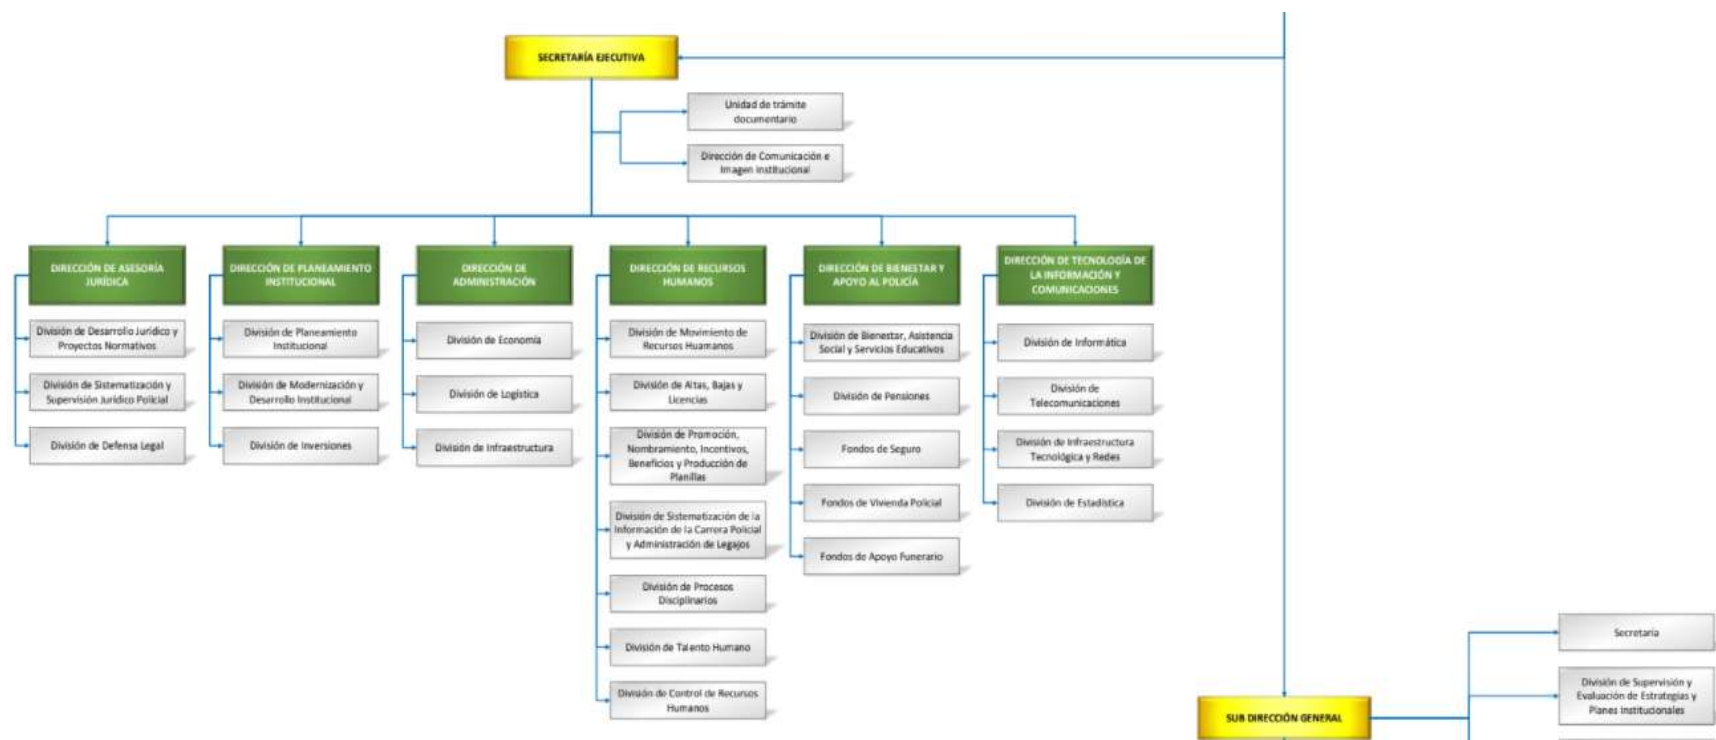 SECRETARÍA EJECUTIVA
Unidad de trámite
documentario
Dirección de Comunicación e
Imagen Institucional
DIRECCIÓN DE ASESORÍA
JURÍDICA
División de Desarrollo Jurídico y
Proyectos Normativos
División de Sistematización y
Supervisión Jurídico Policial
División de Defensa Legal
DIRECCIÓN DE PLANEAMIENTO
INSTITUCIONAL
División de Planeamiento
Institucional
División de Modernización y
Desarrollo Institucional
División de Inversiones
DIRECCIÓN DE
ADMINISTRACIÓN
División de Economía
División de Logística
División de Infraestructura
DIRECCIÓN DE RECURSOS
HUMANOS
División de Movimiento de
Recursos Huamanos
División de Altas, Bajas y
Licencias
División de Promoción,
Nombramiento, Incentivos,
Beneficios y Producción de
Planillas
División de Sistematización de la
Información de la Carrera Policial
y Administración de Legajos
División de Procesos
Disciplinarios
División de Talento Humano
División de Control de Recursos
Humanos
DIRECCIÓN DE BIENESTAR Y
APOYO AL POLICÍA
División de Bienestar, Asistencia
Social y Servicios Educativos
División de Pensiones
Fondos de Seguro
Fondos de Vivienda Policial
Fondos de Apoyo Funerario
DIRECCIÓN DE TECNOLOGÍA DE
LA INFORMACIÓN Y
COMUNICACIONES
División de Informática
División de
Telecomunicaciones
División de Infraestructura
Tecnológica y Redes
División de Estadística
SUB DIRECCIÓN GENERAL
Secretaría
División de Supervisión y
Evaluación de Estrategias y
Planes Institucionales